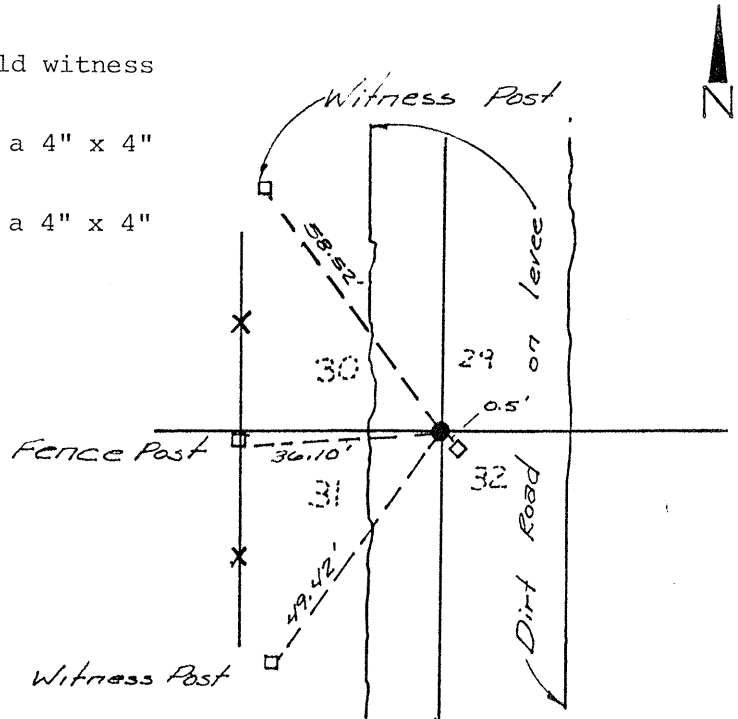 ld witness
a 4" x 4"
a 4" x 4"
N
Witness Post
58.52'
30
29
on levee
0.5'
Fence Post
36.10'
31
32
49.42'
Dirt Road
Witness Post